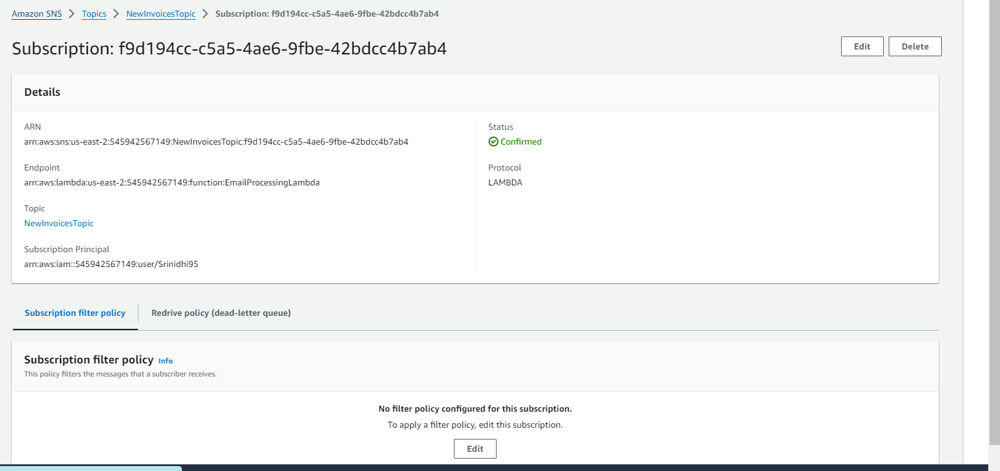 Amazon SNS > Topics > NewInvoicesTopic > Subscription: f9d194cc-c5a5-4ae6-9fbe-42bdcc4b7ab4
Subscription: f9d194cc-c5a5-4ae6-9fbe-42bdcc4b7ab4
Edit
Delete
Details
ARN
arn:aws:sns:us-east-2:545942567149:NewInvoicesTopic:f9d194cc-c5a5-4ae6-9fbe-42bdcc4b7ab4
Endpoint
arn:aws:lambda:us-east-2:545942567149:function:EmailProcessingLambda
Topic
NewInvoicesTopic
Subscription Principal
arn:aws:iam::545942567149:user/Srinidhi95
Status
Confirmed
Protocol
LAMBDA
Subscription filter policy
Redrive policy (dead-letter queue)
Subscription filter policy Info
This policy filters the messages that a subscriber receives.
No filter policy configured for this subscription.
To apply a filter policy, edit this subscription.
Edit